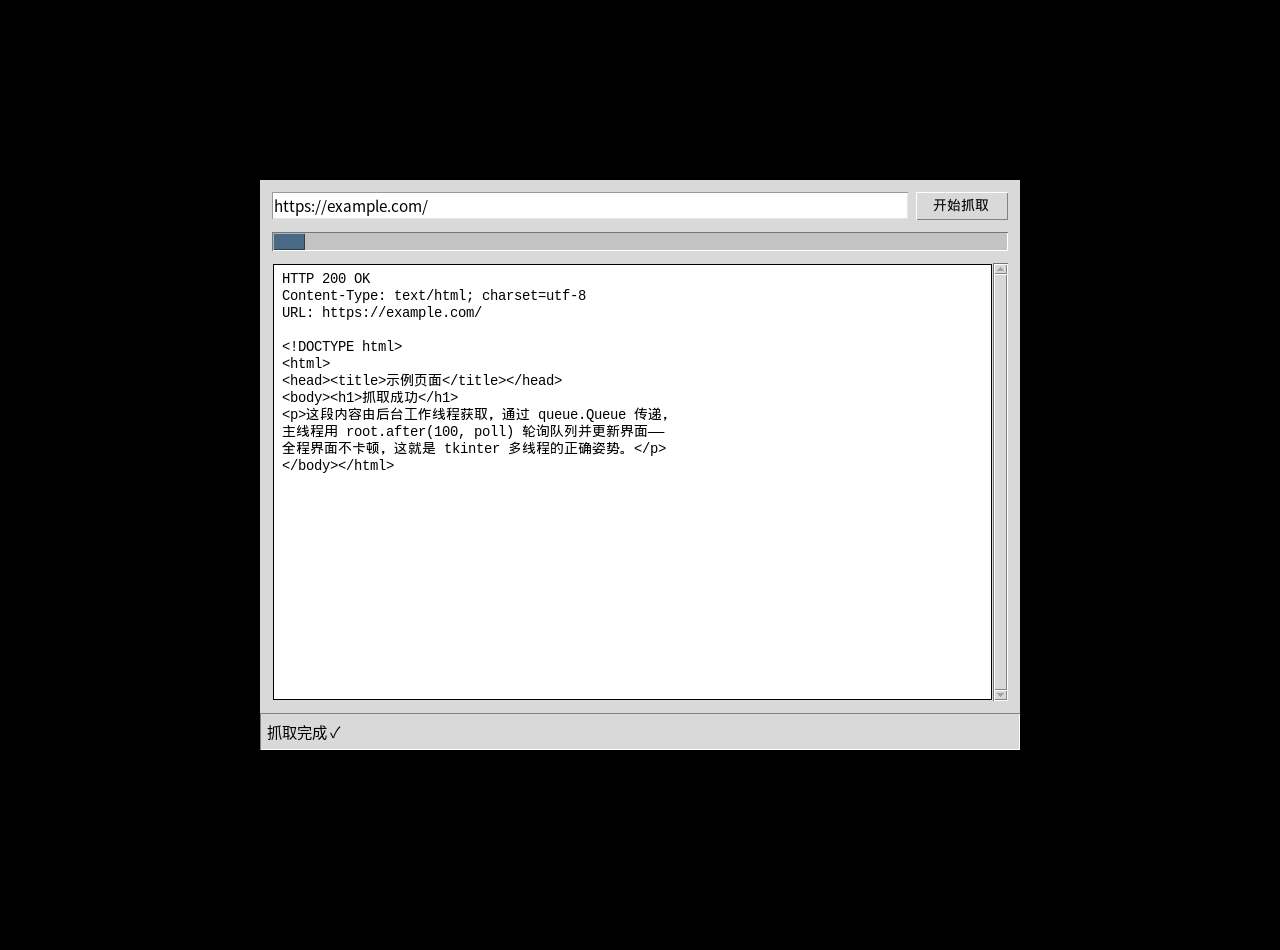 https://example.com/
开始抓取
HTTP 200 OK
Content-Type: text/html; charset=utf-8
URL: https://example.com/
<!DOCTYPE html>
<html>
<head><title>示例页面</title></head>
<body><h1>抓取成功</h1>
<p>这段内容由后台工作线程获取，通过 queue.Queue 传递，
主线程用 root.after(100, poll) 轮询队列并更新界面——
全程界面不卡顿，这就是 tkinter 多线程的正确姿势。</p>
</body></html>
抓取完成 ✓